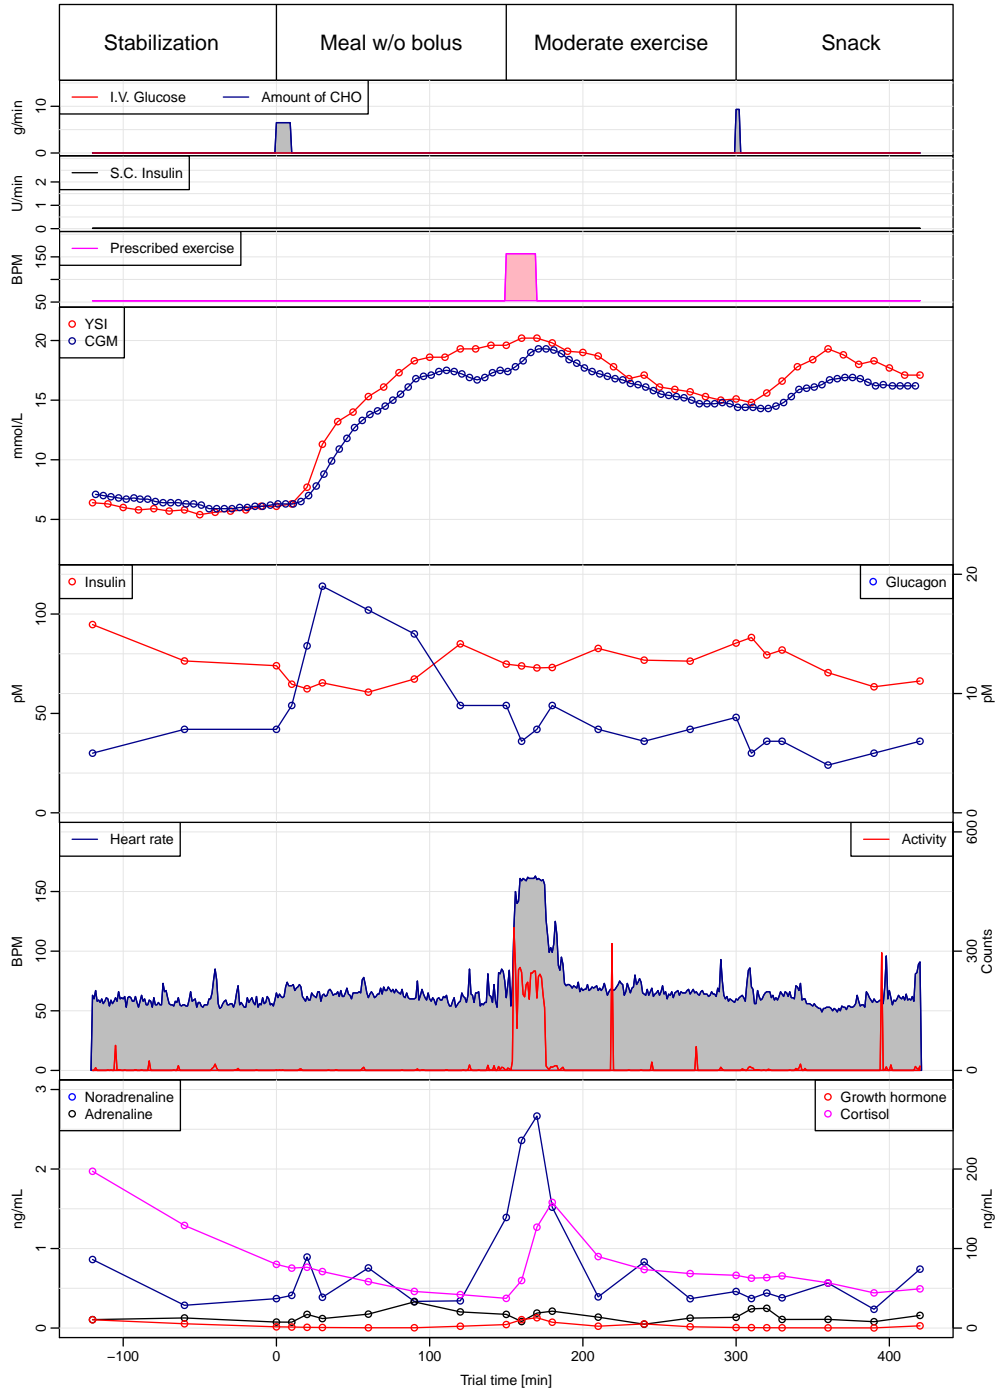 Stabilization Meal w/o bolus Moderate exercise Snack
I.V. Glucose Amount of CHO
g/min
0 10
S.C. Insulin
U/min
0 1 2
Prescribed exercise
BPM
50 150
YSI
CGM
mmol/L
5 10 15 20
Insulin Glucagon
pM
0 50 100
pM
0 10 20
Heart rate Activity
BPM
0 50 100 150
Counts
0 300 600
Noradrenaline Growth hormone
Adrenaline Cortisol
ng/mL
0 1 2 3
ng/mL
0 100 200
−100 0 100 200 300 400
Trial time [min]